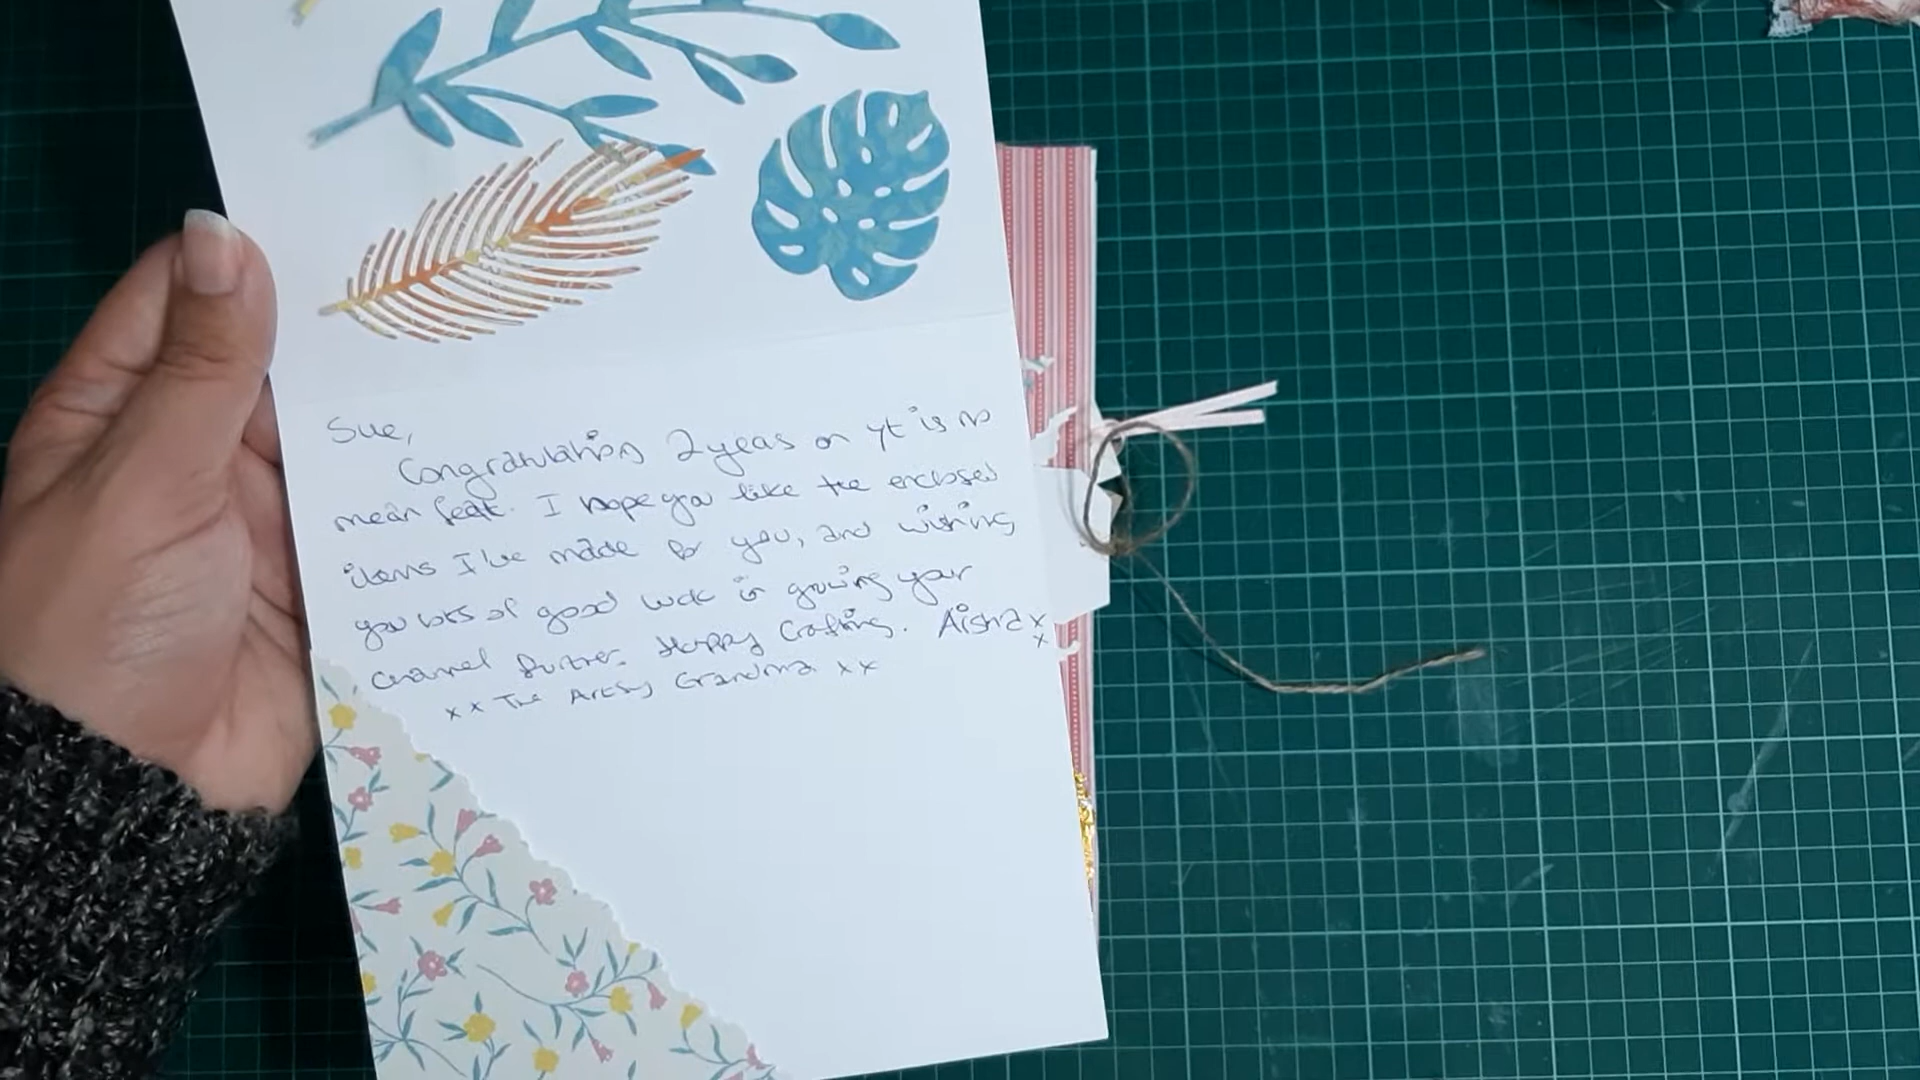 Sue,
Congratulations 2 years on yt is no
mean feat. I hope you like the enclosed
items I've made for you, and wishing
you lots of good luck in growing your
channel further. Happy Crafting. Aisha x
x
x x The Artsy Grandma x x